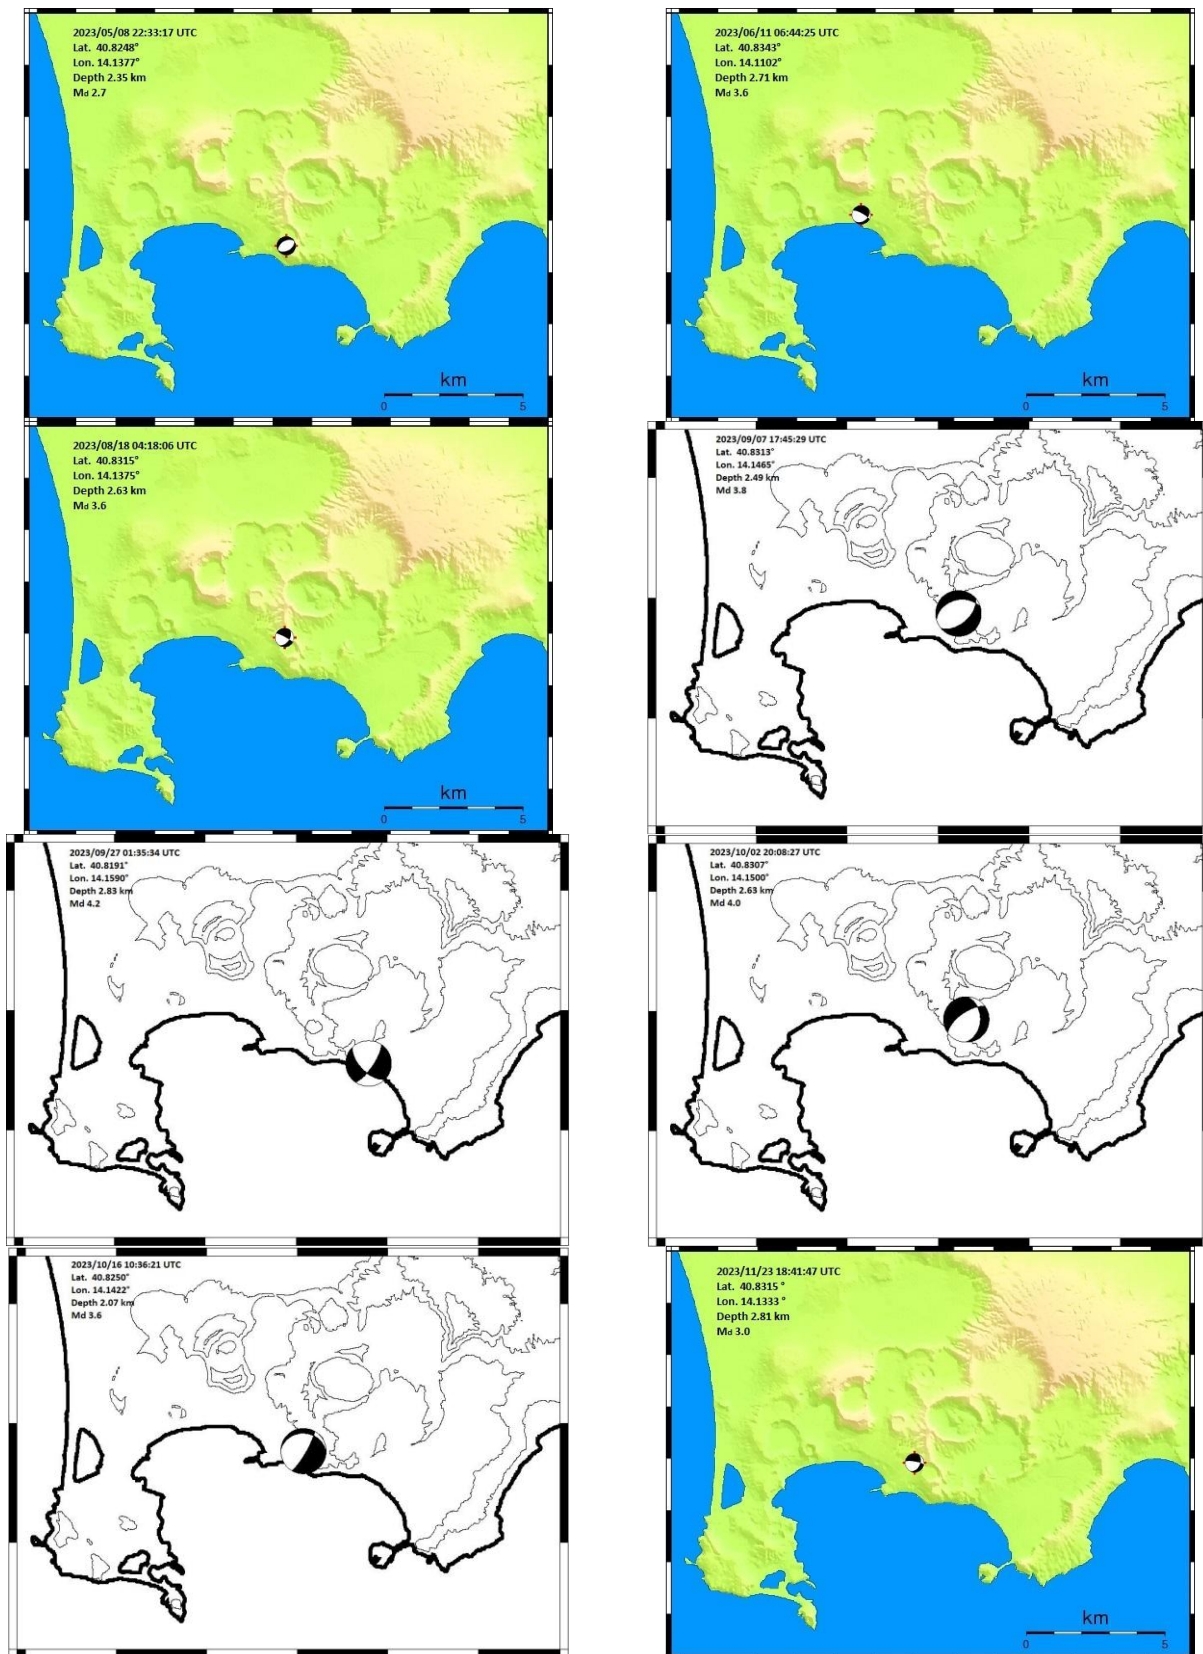 2023/05/08 22:33:17 UTC
Lat. 40.8248°
Lon. 14.1377°
Depth 2.35 km
Md 2.7
km
0 5
2023/06/11 06:44:25 UTC
Lat. 40.8343°
Lon. 14.1102°
Depth 2.71 km
Md 3.6
km
0 5
2023/08/18 04:18:06 UTC
Lat. 40.8315°
Lon. 14.1375°
Depth 2.63 km
Md 3.6
km
0 5
2023/09/07 17:45:29 UTC
Lat. 40.8313°
Lon. 14.1465°
Depth 2.49 km
Md 3.8
2023/09/27 01:35:34 UTC
Lat. 40.8191°
Lon. 14.1590°
Depth 2.83 km
Md 4.2
2023/10/02 20:08:27 UTC
Lat. 40.8307°
Lon. 14.1500°
Depth 2.63 km
Md 4.0
2023/10/16 10:36:21 UTC
Lat. 40.8250°
Lon. 14.1422°
Depth 2.07 km
Md 3.6
2023/11/23 18:41:47 UTC
Lat. 40.8315 °
Lon. 14.1333 °
Depth 2.81 km
Md 3.0
km
0 5